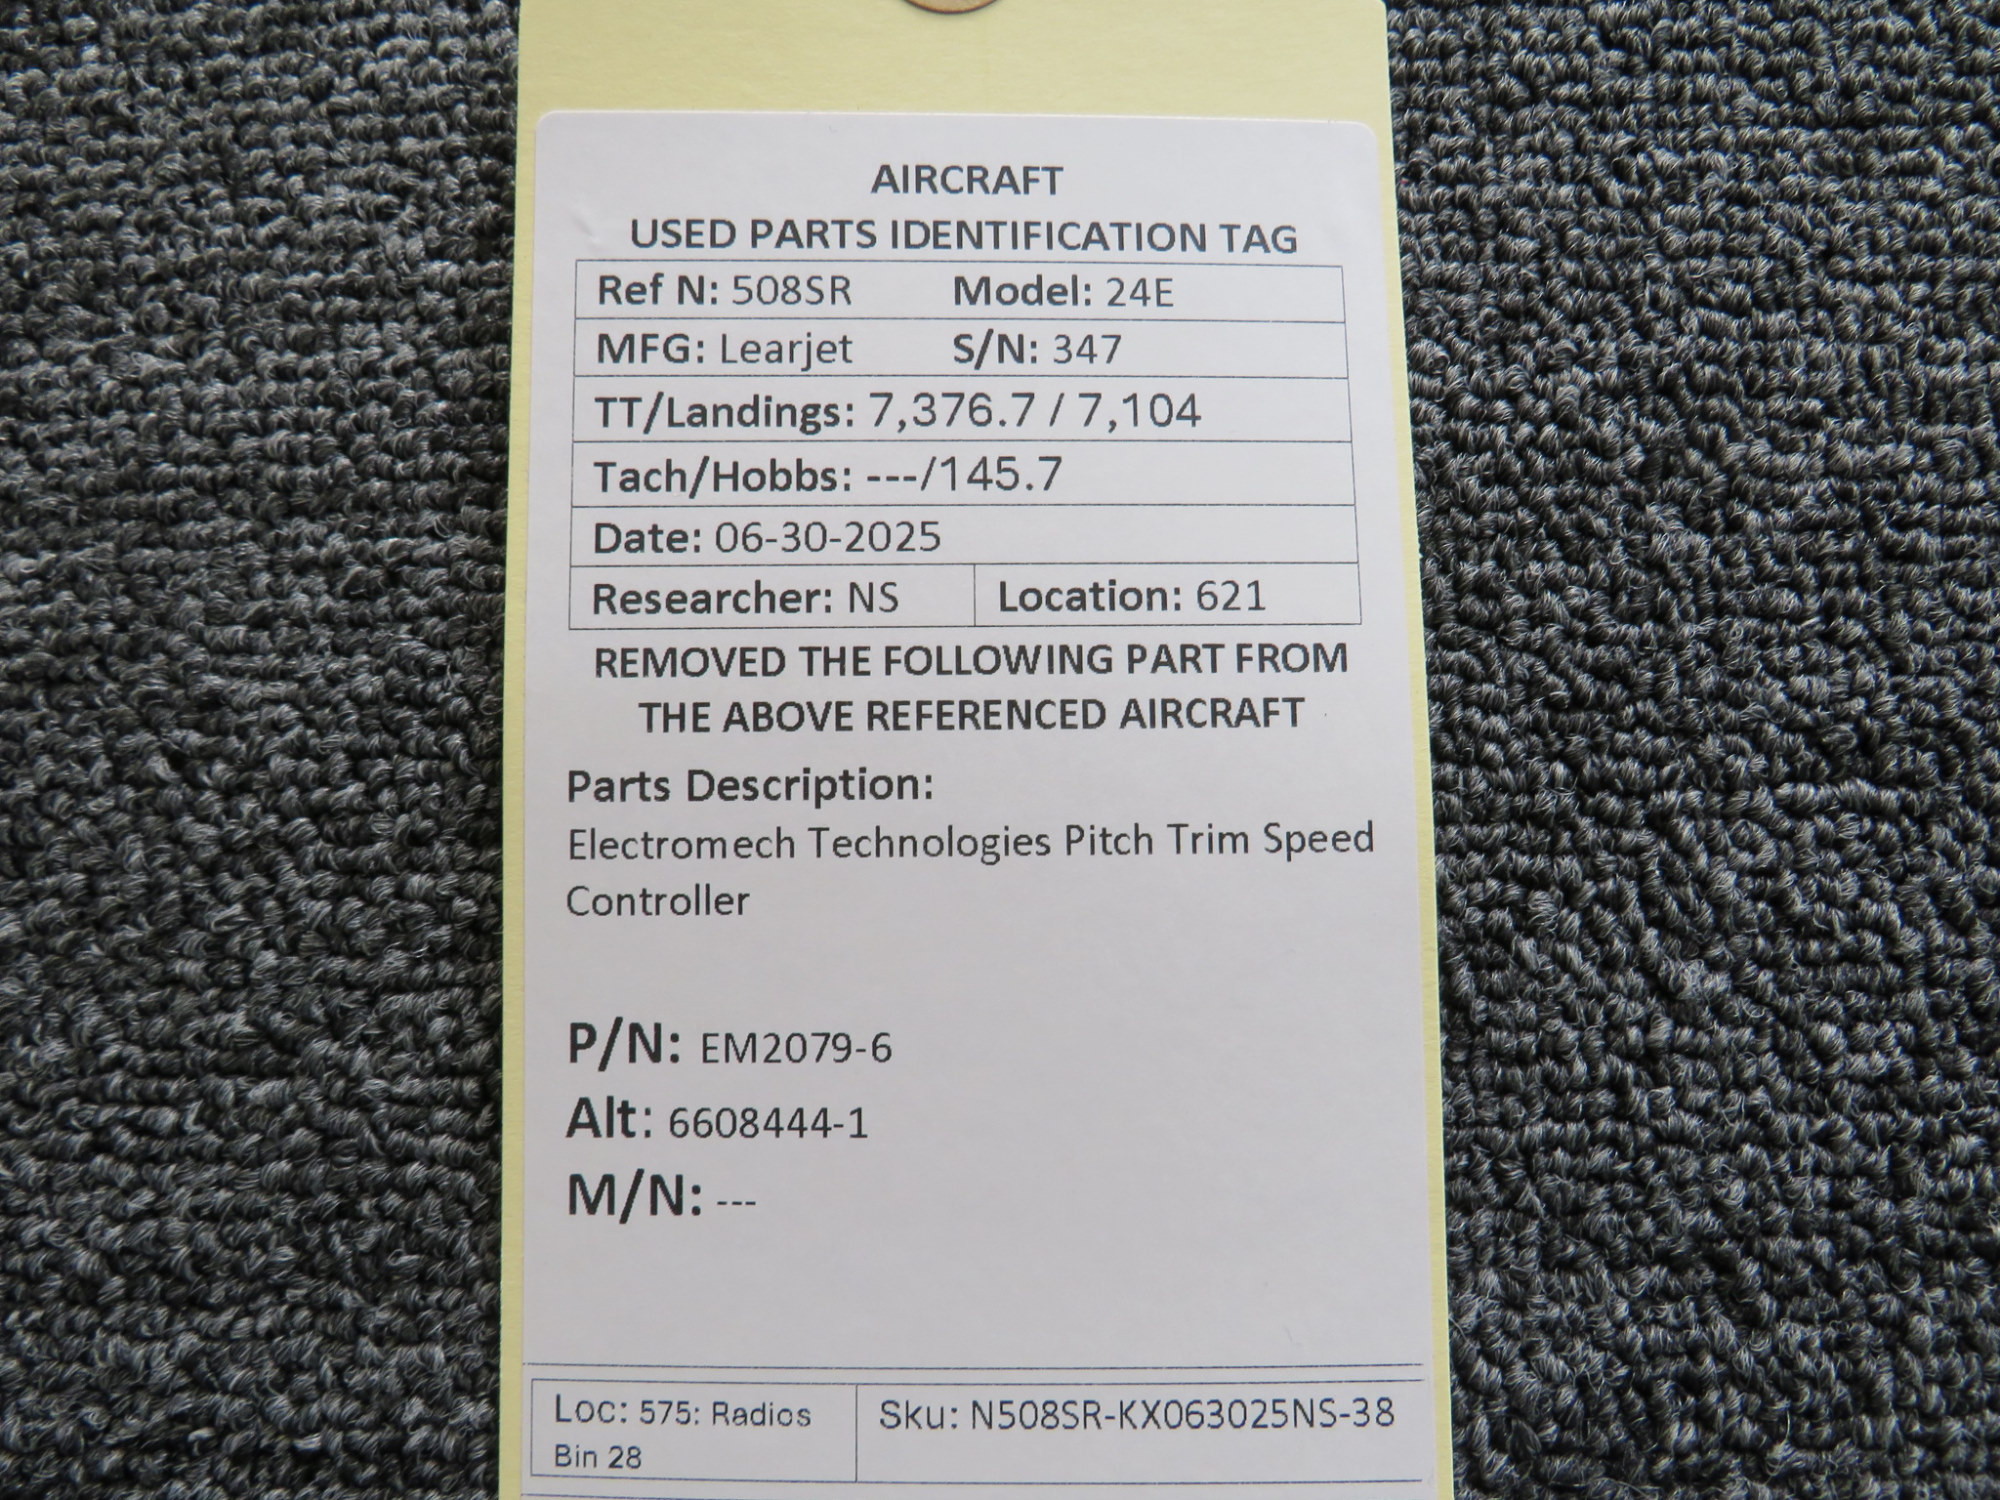 AIRCRAFT
USED PARTS IDENTIFICATION TAG
Ref N: 508SR Model: 24E
MFG: Learjet S/N: 347
TT/Landings: 7,376.7 / 7,104
Tach/Hobbs: ---/145.7
Date: 06-30-2025
Researcher: NS Location: 621
REMOVED THE FOLLOWING PART FROM
THE ABOVE REFERENCED AIRCRAFT
Parts Description:
Electromech Technologies Pitch Trim Speed
Controller
P/N: EM2079-6
Alt: 6608444-1
M/N: ---
Loc: 575: Radios Sku: N508SR-KX063025NS-38
Bin 28